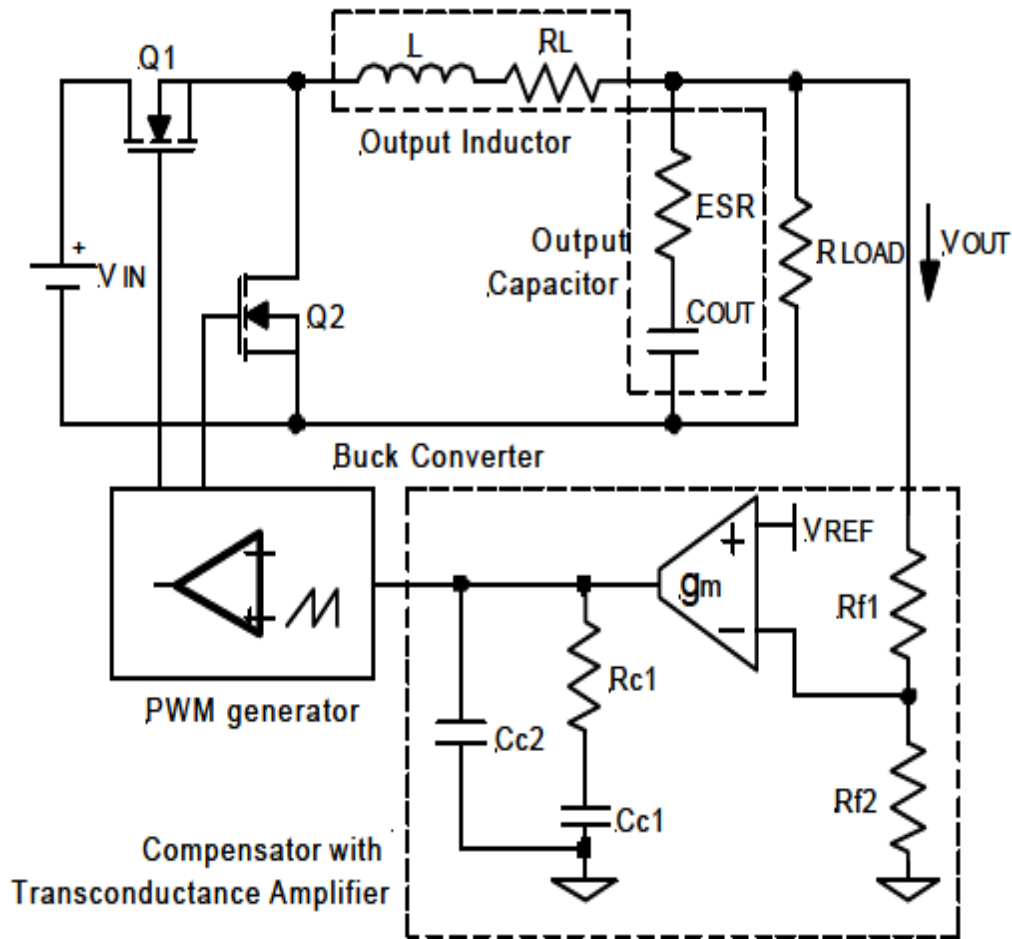 Q1
L
RL
Output Inductor
+
VIN
Q2
Output
Capacitor
ESR
COUT
RLOAD
VOUT
Buck Converter
+
+
PWM generator
gm
+
−
VREF
Rf1
Rf2
Rc1
Cc2
Cc1
Compensator with
Transconductance Amplifier